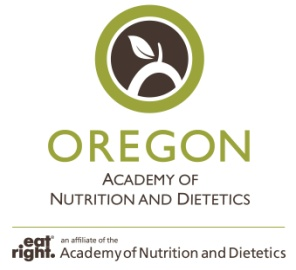 OREGON
ACADEMY OF
NUTRITION AND DIETETICS
eat right. an affiliate of the
Academy of Nutrition and Dietetics